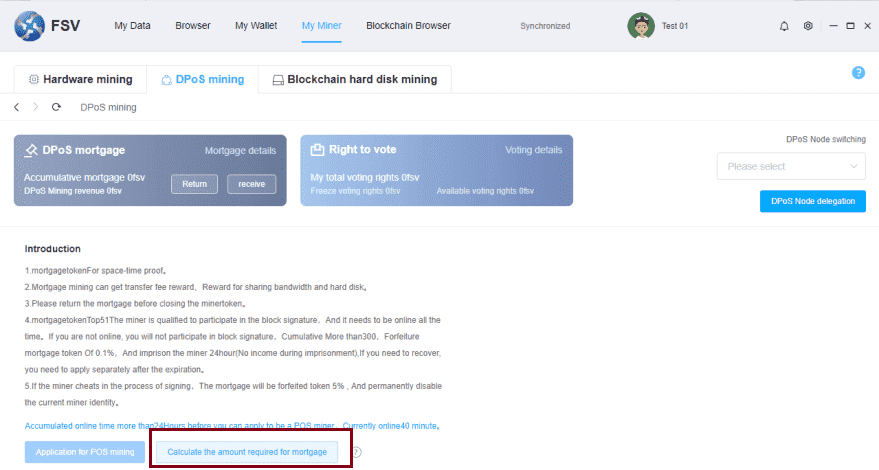 FSV My Data Browser My Wallet My Miner Blockchain Browser Synchronized Test 01
Hardware mining DPoS mining Blockchain hard disk mining ?
DPoS mining
DPoS mortgage Mortgage details
Accumulative mortgage 0fsv
DPoS Mining revenue 0fsv
Return receive
Right to vote Voting details
My total voting rights 0fsv
Freeze voting rights 0fsv Available voting rights 0fsv
DPoS Node switching
Please select
DPoS Node delegation
Introduction
1.mortgagetokenFor space-time proof。
2.Mortgage mining can get transfer fee reward，Reward for sharing bandwidth and hard disk。
3.Please return the mortgage before closing the minertoken。
4.mortgagetokenTop51The miner is qualified to participate in the block signature，And it needs to be online all the
time。If you are not online, you will not participate in block signature，Cumulative More than300，Forfeiture
mortgage token Of 0.1%，And imprison the miner 24hour(No income during imprisonment),If you need to recover,
you need to apply separately after the expiration。
5.If the miner cheats in the process of signing，The mortgage will be forfeited token 5%，And permanently disable
the current miner identity。
Accumulated online time more than24Hours before you can apply to be a POS miner，Currently online40 minute。
Application for POS mining Calculate the amount required for mortgage ?